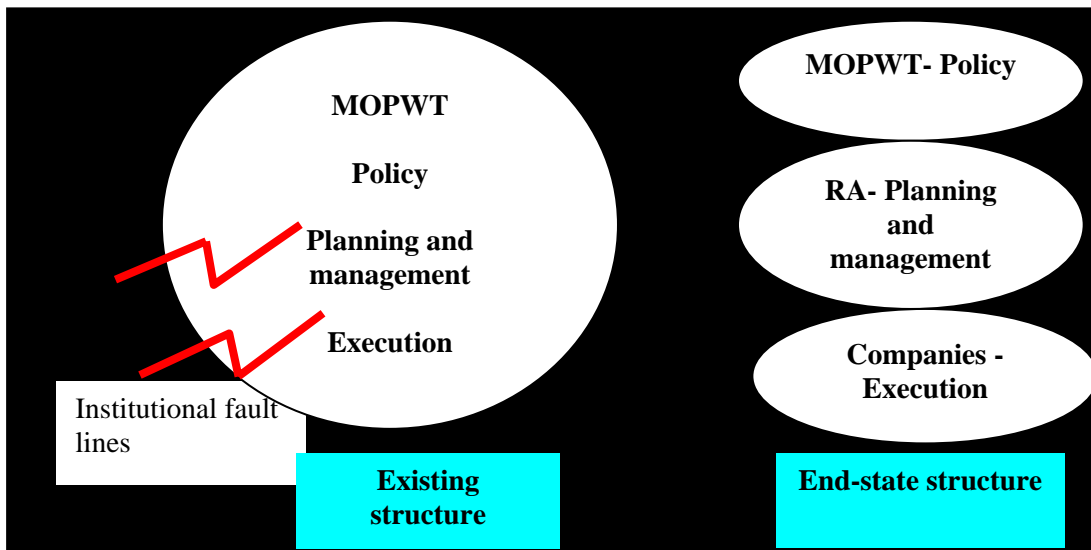 MOPWT
Policy
Planning and
management
Execution
Institutional fault
lines
Existing
structure
MOPWT- Policy
RA- Planning
and
management
Companies -
Execution
End-state structure